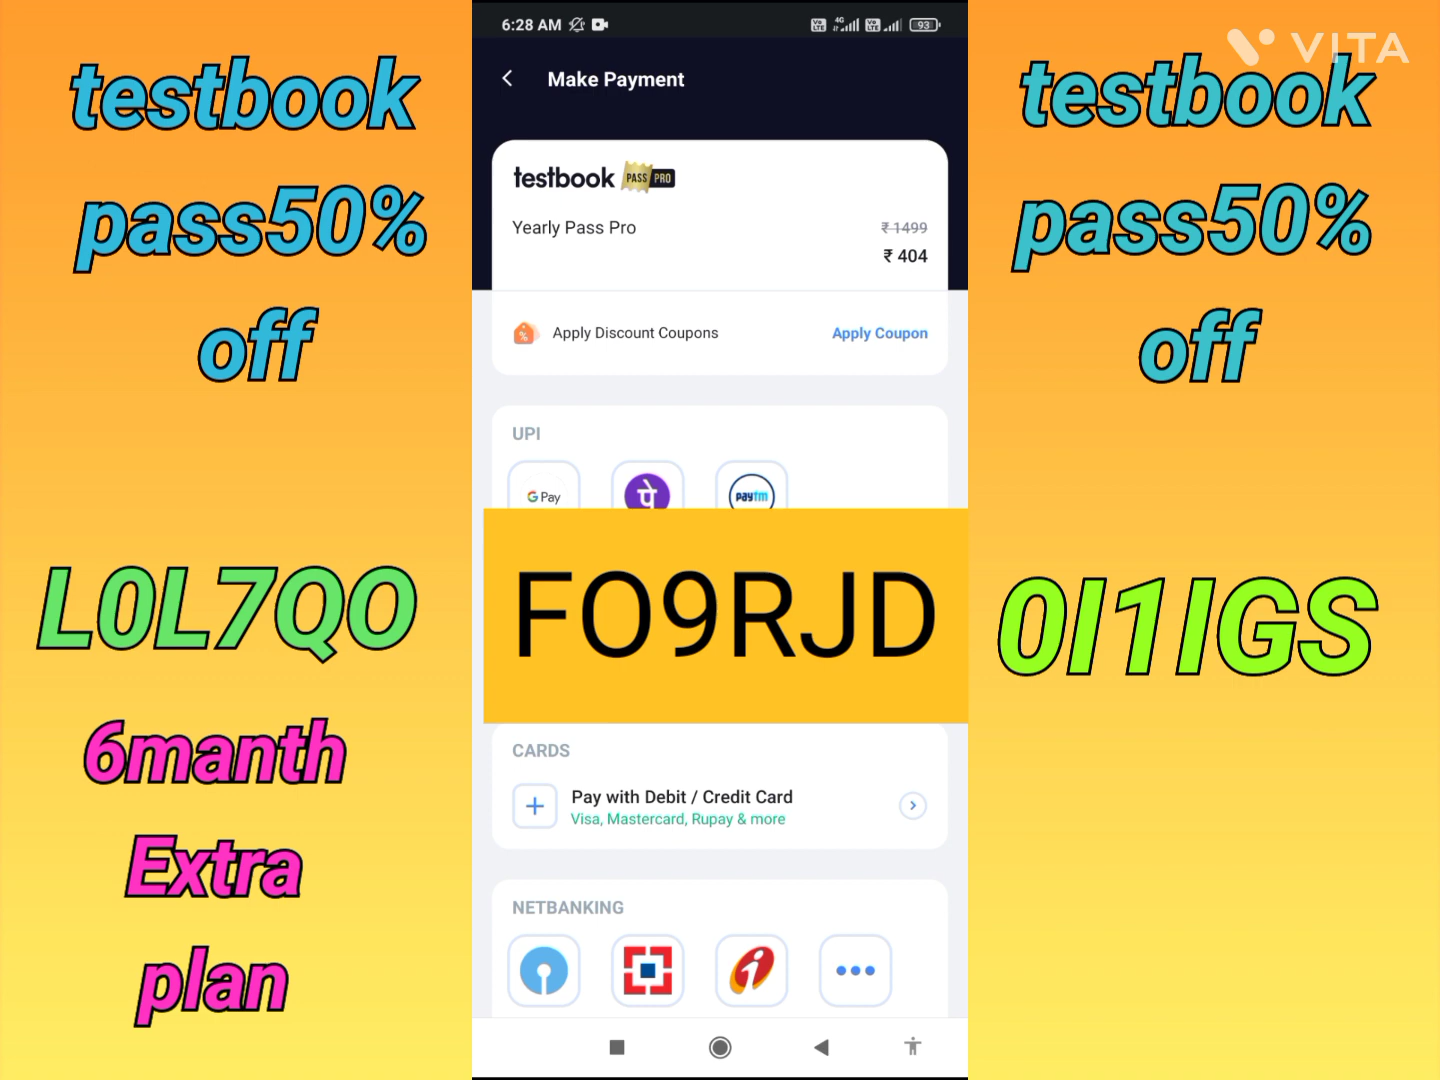 testbook
pass50%
off
L0L7QO
6manth
Extra
plan
6:28 AM
4G
93
Make Payment
testbook PASS PRO
Yearly Pass Pro
₹ 1499
₹ 404
Apply Discount Coupons
Apply Coupon
UPI
G Pay
पे
paytm
FO9RJD
CARDS
Pay with Debit / Credit Card
Visa, Mastercard, Rupay & more
NETBANKING
VITA
testbook
pass50%
off
0I1IGS